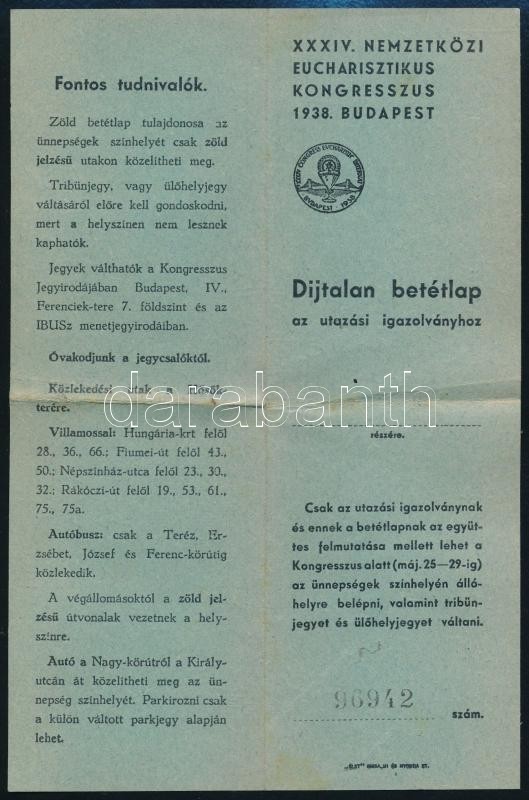 Fontos tudnivalók.
Zöld betétlap tulajdonosa az
ünnepségek színhelyét csak zöld
jelzésű utakon közelítheti meg.
Tribünjegy, vagy ülőhelyjegy
váltásáról előre kell gondoskodni,
mert a helyszínen nem lesznek
kaphatók.
Jegyek válthatók a Kongresszus
Jegyirodájában Budapest, IV.,
Ferenciek-tere 7. földszint és az
IBUSz menetjegyirodáiban.
Óvakodjunk a jegycsalóktól.
Közlekedési utak a Hősök-
terére.
Villamossal: Hungária-krt felől
28., 36., 66.; Fiumei-út felől 43.,
50.; Népszínház-utca felől 23., 30.,
32.; Rákóczi-út felől 19., 53., 61.,
75., 75a.
Autóbusz: csak a Teréz, Er-
zsébet, József és Ferenc-körútig
közlekedik.
A végállomásoktól a zöld jel-
zésű útvonalak vezetnek a hely-
színre.
Autó a Nagy-körútról a Király-
utcán át közelítheti meg az ün-
nepség színhelyét. Parkirozni csak
a külön váltott parkjegy alapján
lehet.
XXXIV. NEMZETKÖZI
EUCHARISZTIKUS
KONGRESSZUS
1938. BUDAPEST
BUDAPEST 1938
Dijtalan betétlap
az utazási igazolványhoz
darabanth
részére.
Csak az utazási igazolványnak
és ennek a betétlapnak az együt-
tes felmutatása mellett lehet a
Kongresszus alatt (máj. 25—29-ig)
az ünnepségek színhelyén álló-
helyre belépni, valamint tribün-
jegyet és ülőhelyjegyet váltani.
96942
szám.
„ÉLET"